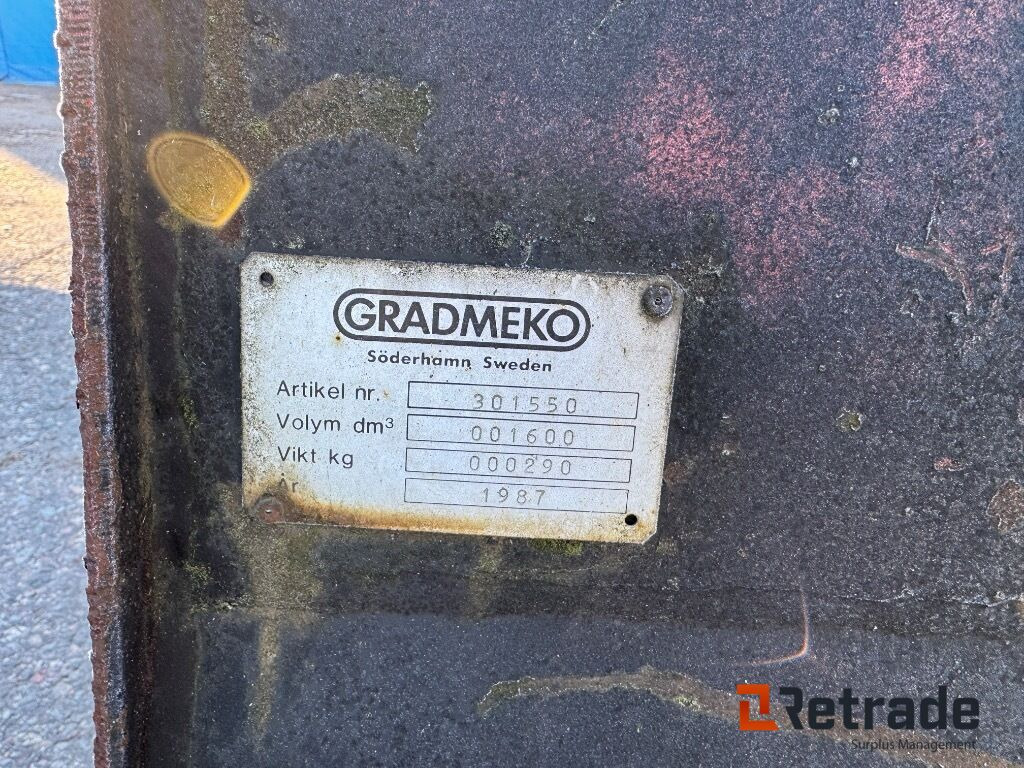 GRADMEKO
Söderhamn Sweden
Artikel nr. 301550
Volym dm³ 001600
Vikt kg 000290
År 1987
Retrade
Surplus Management